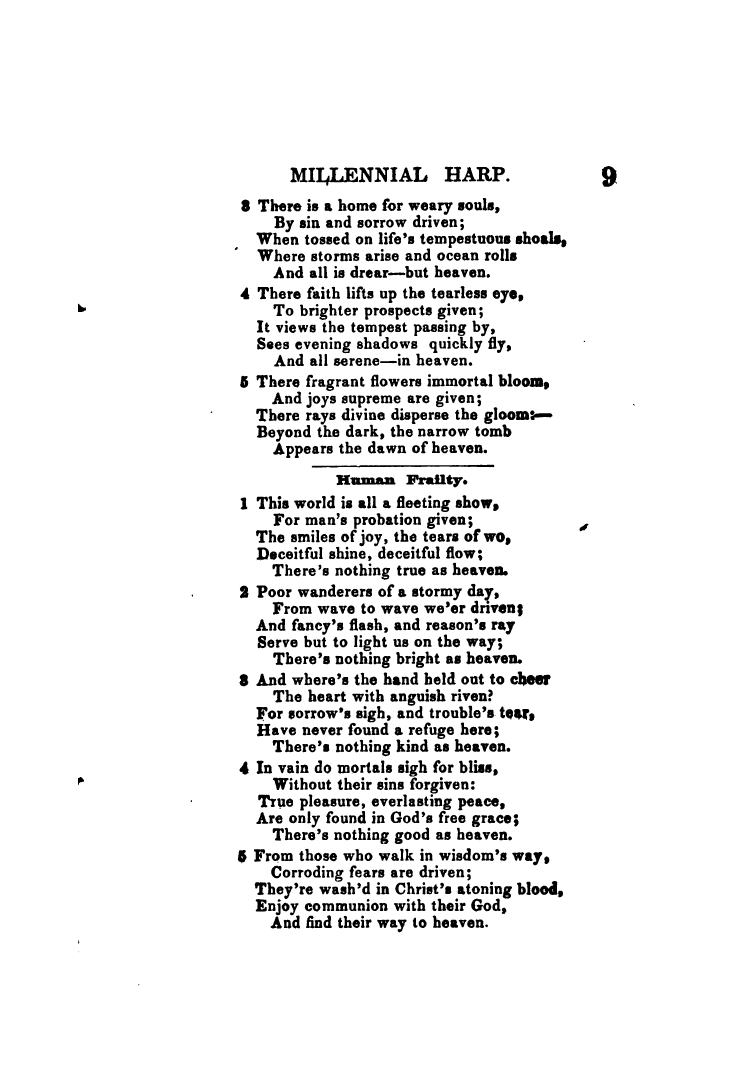 MILLENNIAL HARP. 9
3 There is a home for weary souls,
By sin and sorrow driven;
When tossed on life's tempestuous shoals,
Where storms arise and ocean rolls
And all is drear—but heaven.
4 There faith lifts up the tearless eye,
To brighter prospects given;
It views the tempest passing by,
Sees evening shadows quickly fly,
And all serene—in heaven.
5 There fragrant flowers immortal bloom,
And joys supreme are given;
There rays divine disperse the gloom:—
Beyond the dark, the narrow tomb
Appears the dawn of heaven.
Human Frailty.
1 This world is all a fleeting show,
For man's probation given;
The smiles of joy, the tears of wo,
Deceitful shine, deceitful flow;
There's nothing true as heaven.
2 Poor wanderers of a stormy day,
From wave to wave we'er driven;
And fancy's flash, and reason's ray
Serve but to light us on the way;
There's nothing bright as heaven.
3 And where's the hand held out to cheer
The heart with anguish riven?
For sorrow's sigh, and trouble's tear,
Have never found a refuge here;
There's nothing kind as heaven.
4 In vain do mortals sigh for bliss,
Without their sins forgiven:
True pleasure, everlasting peace,
Are only found in God's free grace;
There's nothing good as heaven.
5 From those who walk in wisdom's way,
Corroding fears are driven;
They're wash'd in Christ's atoning blood,
Enjoy communion with their God,
And find their way to heaven.